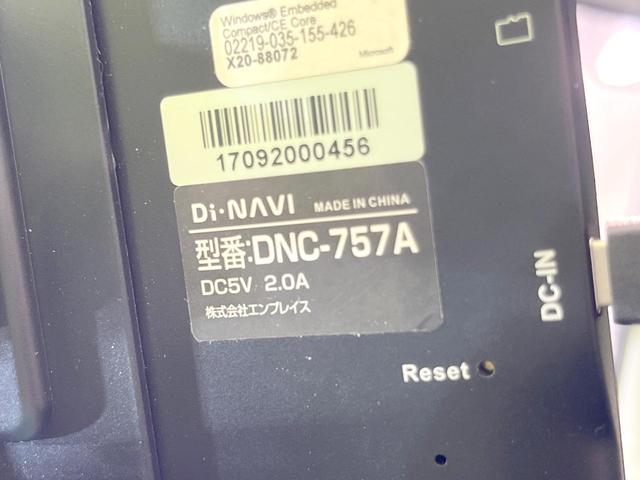 Windows® Embedded
Compact/CE Core
02219-035-155-426
X20-88072
Microsoft
17092000456
Di·NAVI MADE IN CHINA
型番:DNC-757A
DC5V 2.0A
株式会社エンプレイス
DC-IN
Reset